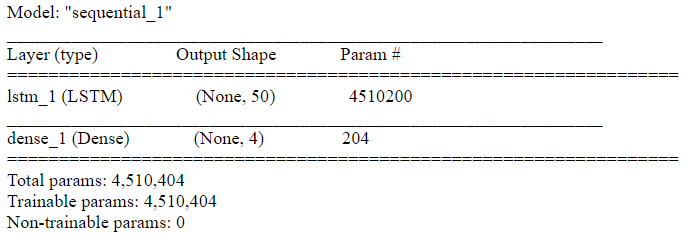 Model: "sequential_1"
_________________________________________________________________
Layer (type) Output Shape Param #
=================================================================
lstm_1 (LSTM) (None, 50) 4510200
_________________________________________________________________
dense_1 (Dense) (None, 4) 204
=================================================================
Total params: 4,510,404
Trainable params: 4,510,404
Non-trainable params: 0